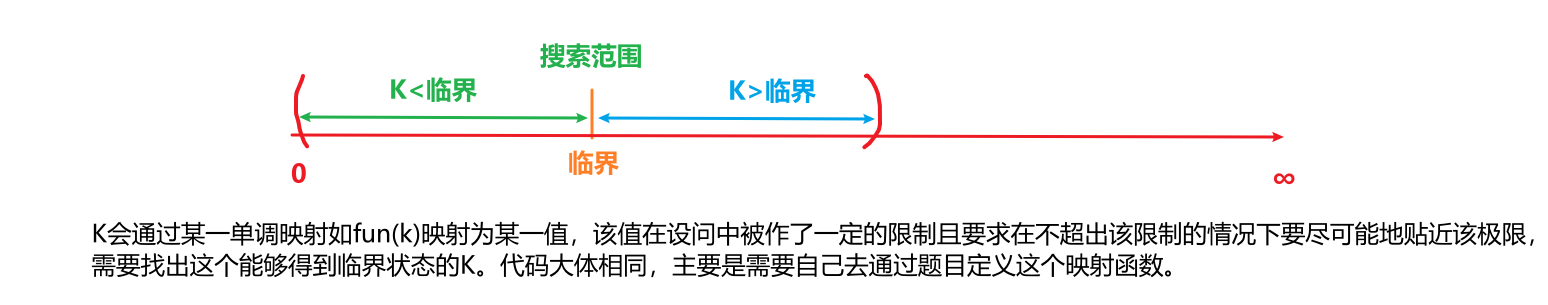 搜索范围
K<临界
K>临界
临界
0
∞
K会通过某一单调映射如fun(k)映射为某一值，该值在设问中被作了一定的限制且要求在不超出该限制的情况下要尽可能地贴近该极限，
需要找出这个能够得到临界状态的K。代码大体相同，主要是需要自己去通过题目定义这个映射函数。